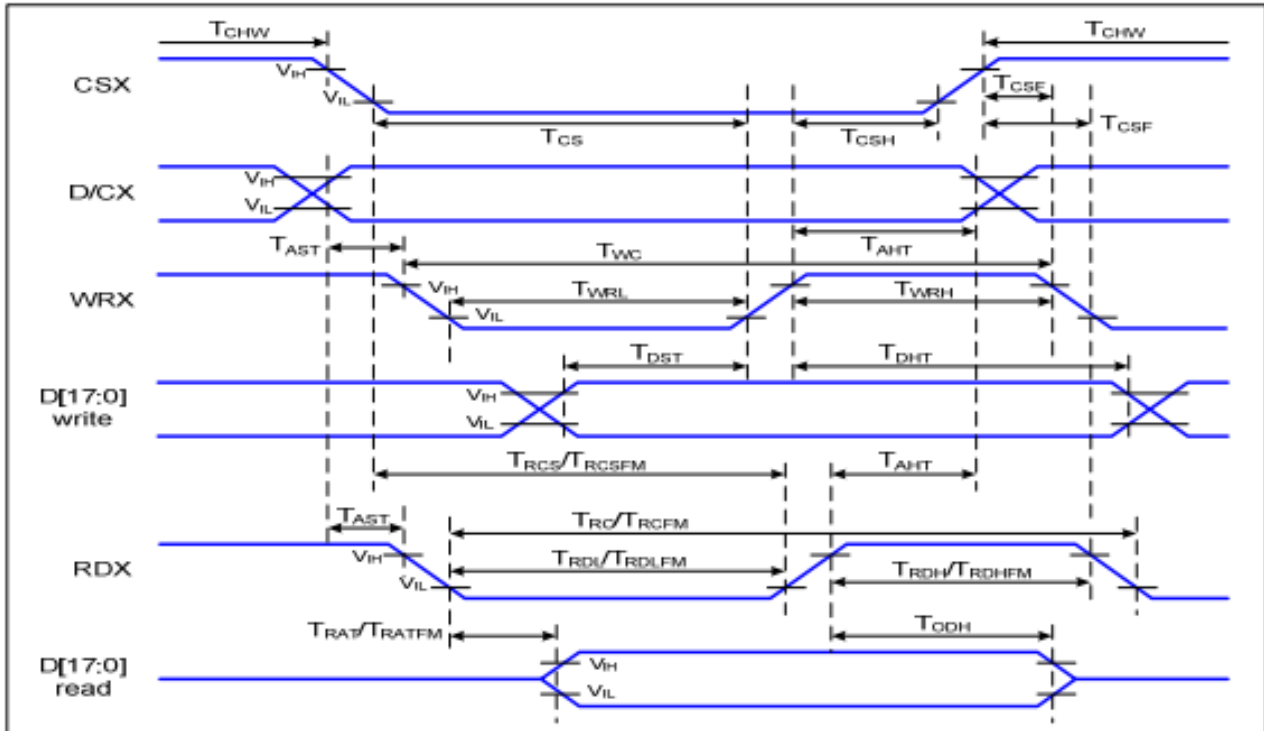 TCHW TCHW
VIH
CSX TCSF
VIL
TCS TCSH TCSF
VIH
D/CX
VIL
TAST TWC TAHT
WRX VIH TWRL TWRH
VIL
TDST TDHT
D[17:0] VIH
write VIL
TRCS/TRCSFM TAHT
TAST TRC/TRCFM
VIH
RDX TRDL/TRDLFM TRDH/TRDHFM
VIL
TRAT/TRATFM TODH
D[17:0] VIH
read VIL